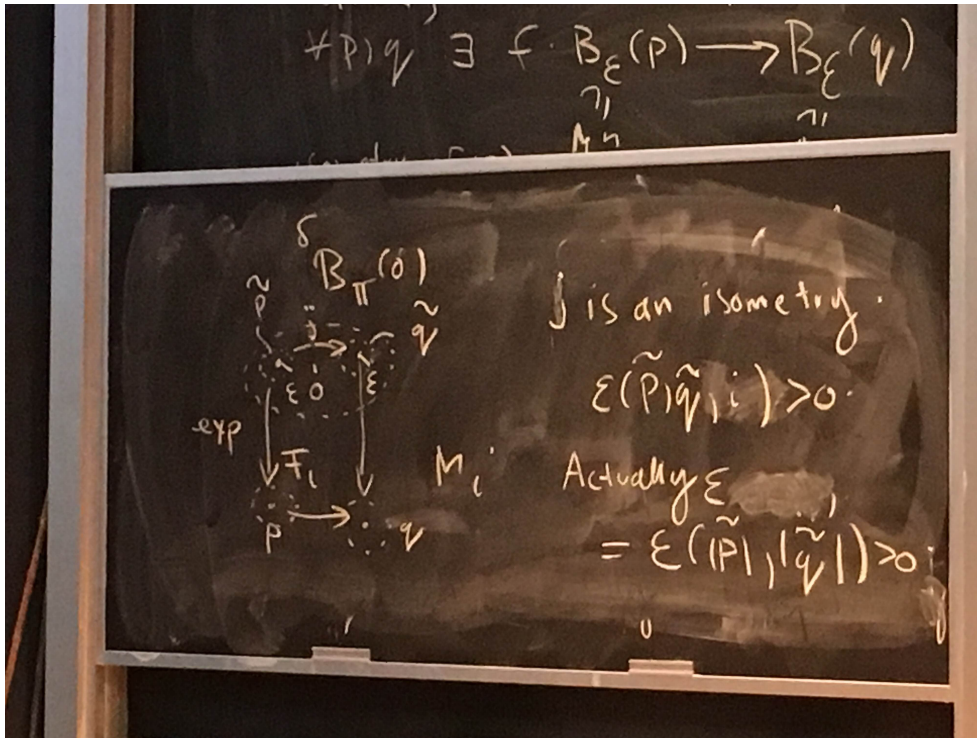 ∀ p, q ∃ f. B_ε(p) → B_ε(q)
M^n
δ
B_π(0)
p̃ j q̃
ε 0 ε
exp
F_i M_i
p → q
j is an isometry.
ε(p̃, q̃, i) > 0.
Actually ε
= ε(|p̃|, |q̃|) > 0